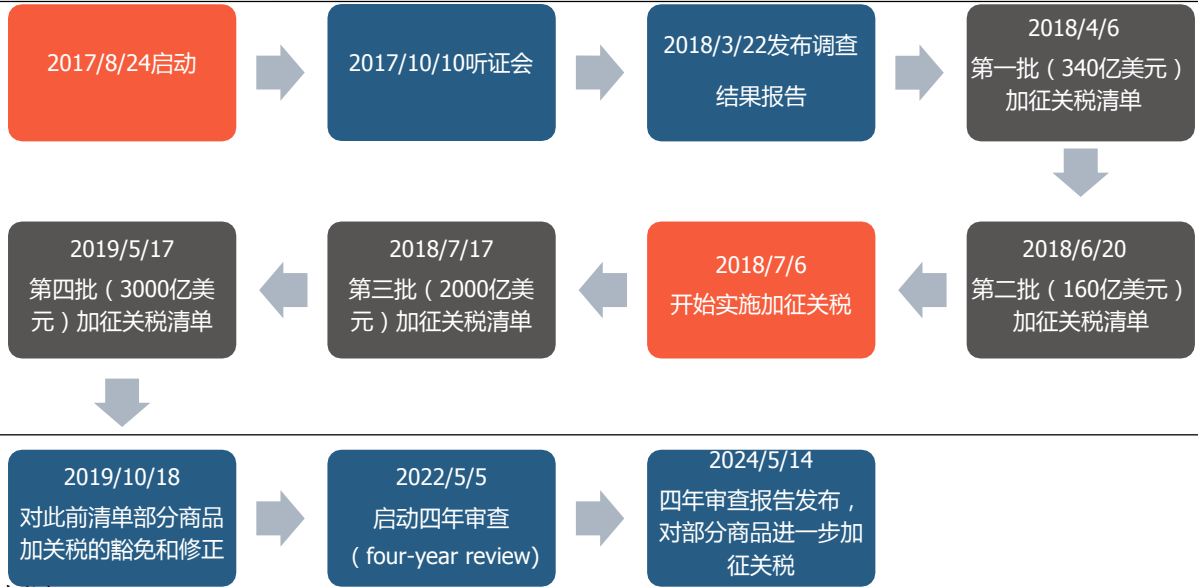 2017/8/24启动
2017/10/10听证会
2018/3/22发布调查
结果报告
2018/4/6
第一批（340亿美元）
加征关税清单
2018/6/20
第二批（160亿美元）
加征关税清单
2018/7/6
开始实施加征关税
2018/7/17
第三批（2000亿美
元）加征关税清单
2019/5/17
第四批（3000亿美
元）加征关税清单
2019/10/18
对此前清单部分商品
加关税的豁免和修正
2022/5/5
启动四年审查
（four-year review)
2024/5/14
四年审查报告发布，
对部分商品进一步加
征关税